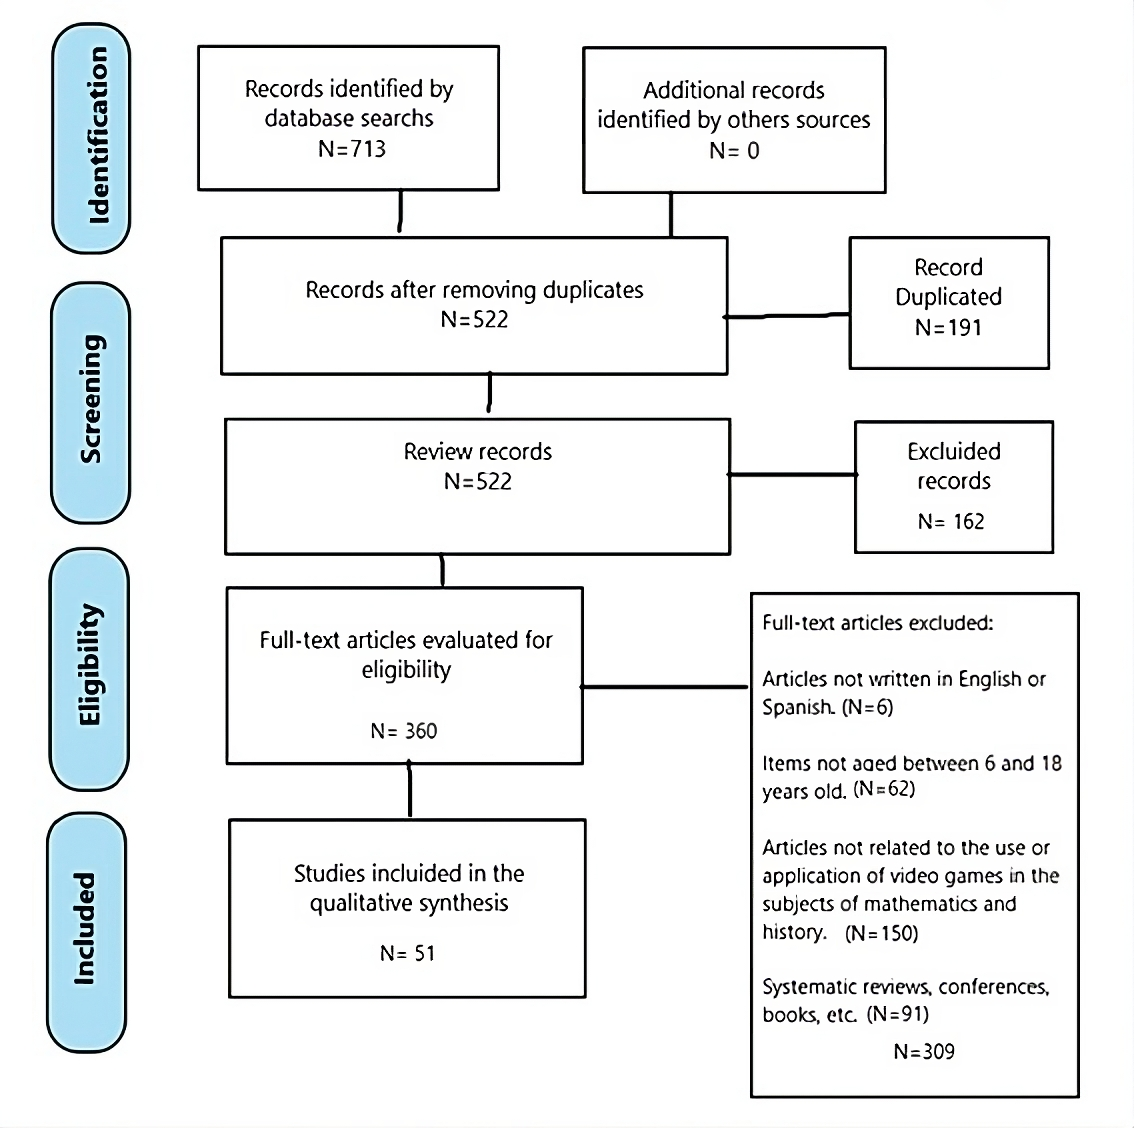 Identification
Records identified by
database searchs
N=713
Additional records
identified by others sources
N= 0
Screening
Records after removing duplicates
N=522
Record
Duplicated
N=191
Review records
N=522
Excluided
records
N= 162
Eligibility
Full-text articles evaluated for
eligibility
N= 360
Full-text articles excluded:
Articles not written in English or
Spanish. (N=6)
Items not aged between 6 and 18
years old. (N=62)
Articles not related to the use or
application of video games in the
subjects of mathematics and
history. (N=150)
Systematic reviews, conferences,
books, etc. (N=91)
N=309
Included
Studies incluided in the
qualitative synthesis
N= 51